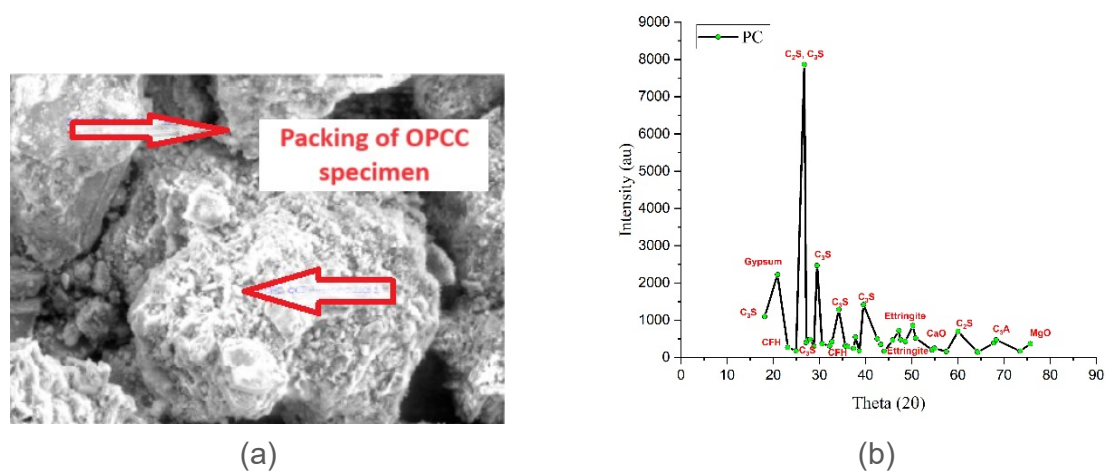 Packing of OPCC
specimen
(a)
9000
8000
7000
6000
5000
4000
3000
2000
1000
0
Intensity (au)
PC
C₂S, C₃S
Gypsum
C₃S
C₃S
CFH
C₃S
C₃S
CFH
C₃S
Ettringite
Ettringite
CaO
C₂S
C₃A
MgO
0 10 20 30 40 50 60 70 80 90
Theta (2θ)
(b)